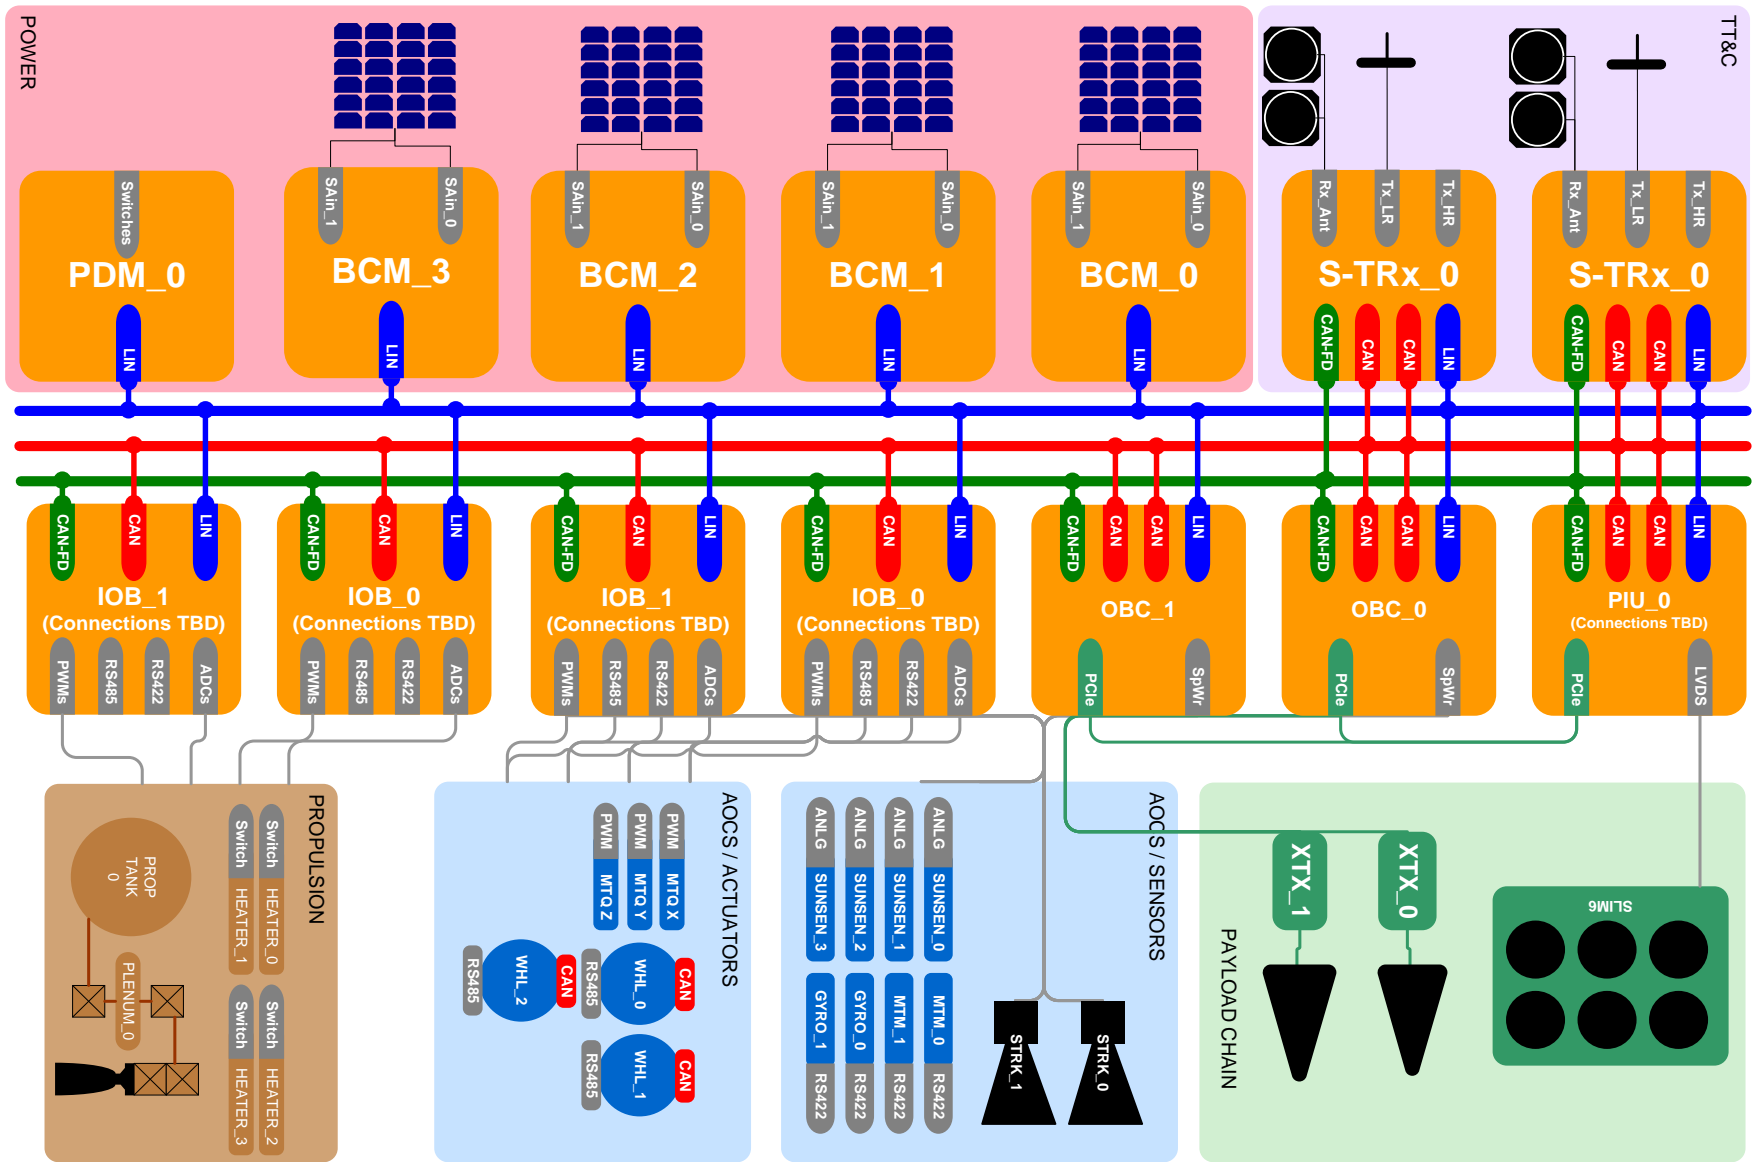 POWER
TT&C
Switches
SAin_1
SAin_0
SAin_1
SAin_0
SAin_1
SAin_0
SAin_1
SAin_0
Rx_Ant
Tx_LR
Tx_HR
Rx_Ant
Tx_LR
Tx_HR
PDM_0
BCM_3
BCM_2
BCM_1
BCM_0
S-TRx_0
S-TRx_0
LIN
LIN
LIN
LIN
LIN
CAN-FD
CAN
CAN
LIN
CAN-FD
CAN
CAN
LIN
CAN-FD
CAN
LIN
CAN-FD
CAN
LIN
CAN-FD
CAN
LIN
CAN-FD
CAN
LIN
CAN-FD
CAN
CAN
LIN
CAN-FD
CAN
CAN
LIN
CAN-FD
CAN
CAN
LIN
IOB_1
(Connections TBD)
IOB_0
(Connections TBD)
IOB_1
(Connections TBD)
IOB_0
(Connections TBD)
OBC_1
OBC_0
PIU_0
(Connections TBD)
PWMs
RS485
RS422
ADCs
PWMs
RS485
RS422
ADCs
PWMs
RS485
RS422
ADCs
PWMs
RS485
RS422
ADCs
PCIe
SpWr
PCIe
SpWr
PCIe
LVDS
PROPULSION
PROP
TANK
0
Switch
HEATER_1
Switch
HEATER_0
PLENUM_0
Switch
HEATER_3
Switch
HEATER_2
AOCS / ACTUATORS
PWM
MTQ Z
PWM
MTQ Y
PWM
MTQ X
RS485
WHL_2
CAN
RS485
WHL_0
CAN
RS485
WHL_1
CAN
AOCS / SENSORS
ANLG
SUNSEN_3
ANLG
SUNSEN_2
ANLG
SUNSEN_1
ANLG
SUNSEN_0
GYRO_1
RS422
GYRO_0
RS422
MTM_1
RS422
MTM_0
RS422
STRK_1
STRK_0
PAYLOAD CHAIN
XTX_1
XTX_0
SLIM6